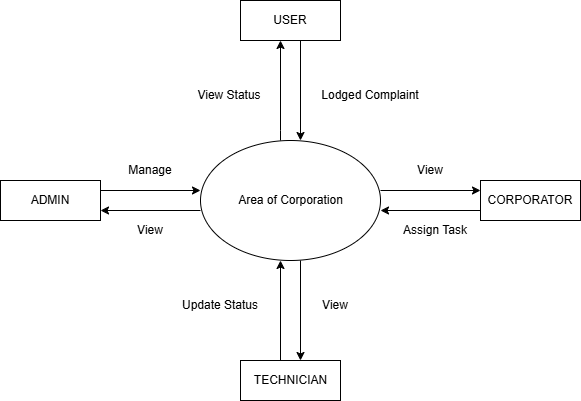 USER
View Status
Lodged Complaint
Manage
View
ADMIN
Area of Corporation
CORPORATOR
View
Assign Task
Update Status
View
TECHNICIAN